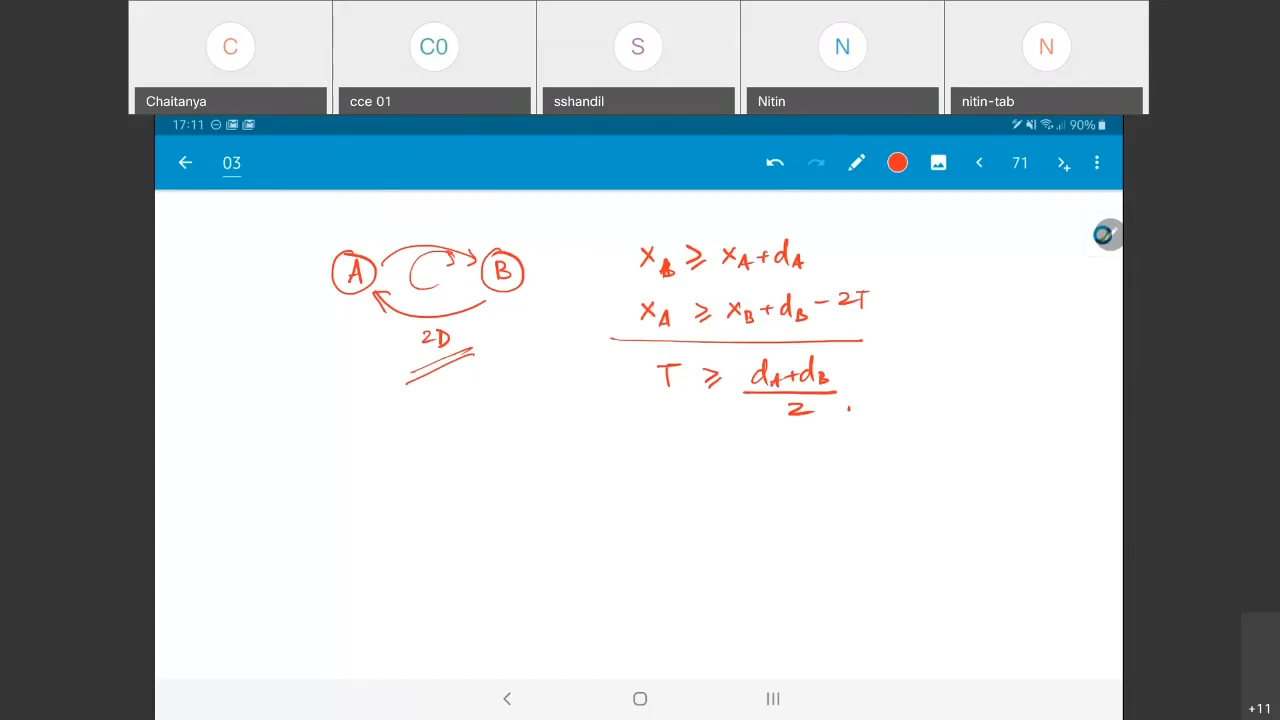 C C0 S N N
Chaitanya cce 01 sshandil Nitin nitin-tab
17:11 90%
03 71
A B
2D
x_B ≥ x_A + d_A
x_A ≥ x_B + d_B - 2T
T ≥ (d_A + d_B) / 2
+11